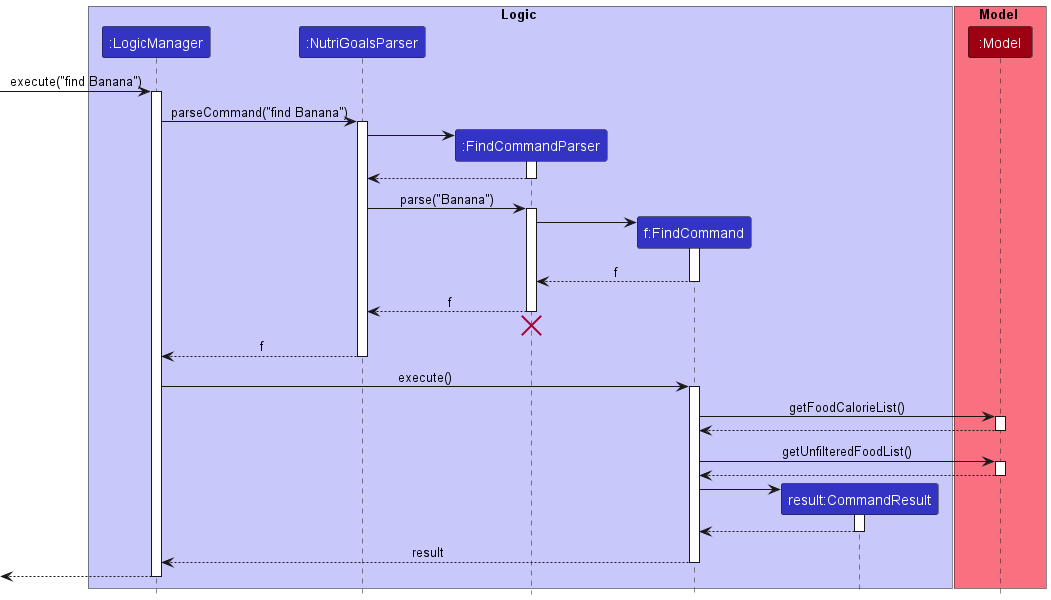 Logic
Model
:LogicManager
:NutriGoalsParser
:Model
execute("find Banana")
parseCommand("find Banana")
:FindCommandParser
parse("Banana")
f:FindCommand
f
f
f
execute()
getFoodCalorieList()
getUnfilteredFoodList()
result:CommandResult
result